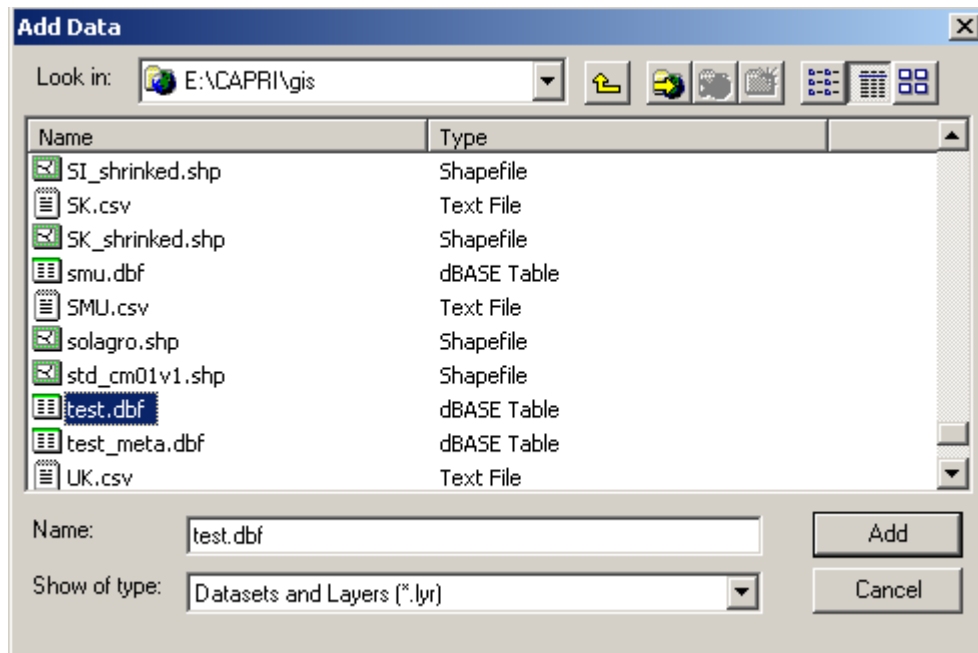 Add Data
Look in: E:\CAPRI\gis
Name Type
SI_shrinked.shp Shapefile
SK.csv Text File
SK_shrinked.shp Shapefile
smu.dbf dBASE Table
SMU.csv Text File
solagro.shp Shapefile
std_cm01v1.shp Shapefile
test.dbf dBASE Table
test_meta.dbf dBASE Table
UK.csv Text File
Name: test.dbf Add
Show of type: Datasets and Layers (*.lyr) Cancel